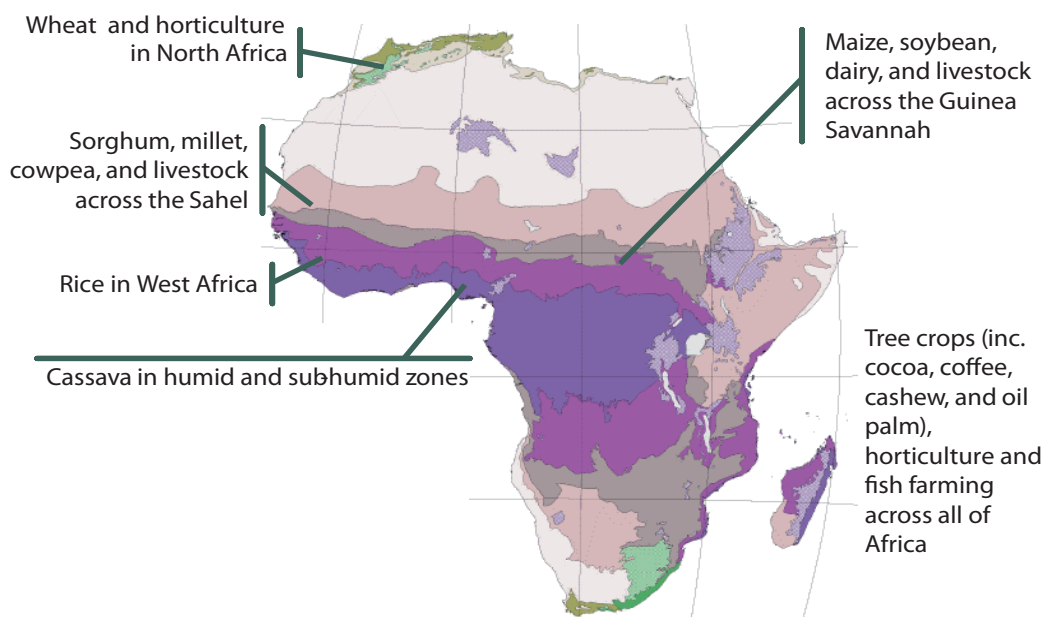 Wheat and horticulture
in North Africa
Maize, soybean,
dairy, and livestock
across the Guinea
Savannah
Sorghum, millet,
cowpea, and livestock
across the Sahel
Rice in West Africa
Cassava in humid and sub-humid zones
Tree crops (inc.
cocoa, coffee,
cashew, and oil
palm),
horticulture and
fish farming
across all of
Africa